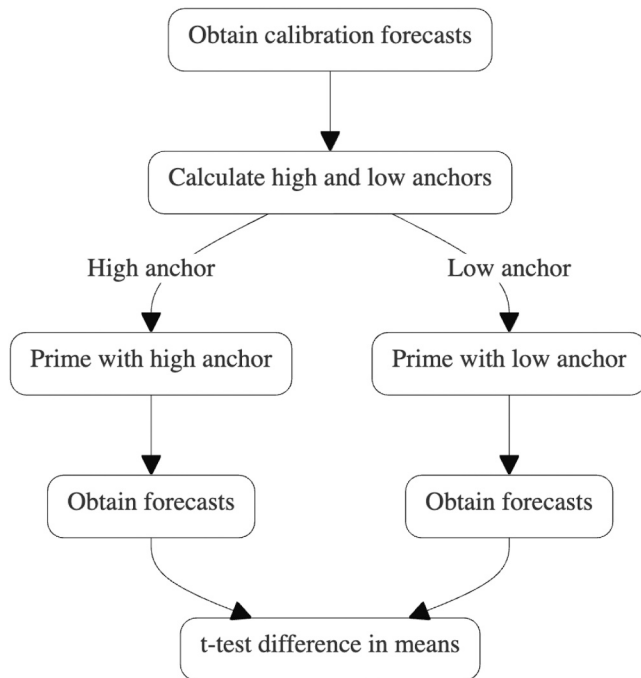 Obtain calibration forecasts
Calculate high and low anchors
High anchor
Low anchor
Prime with high anchor
Prime with low anchor
Obtain forecasts
Obtain forecasts
t-test difference in means